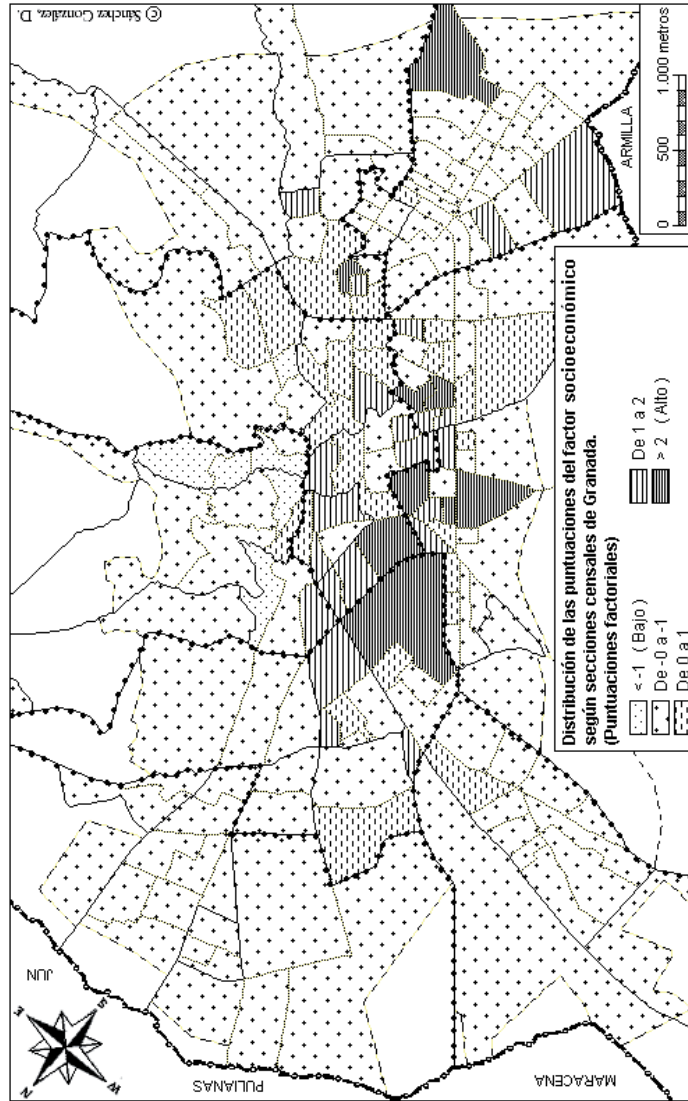 © Sánchez González, D.
JUN
E
S
N
W
PULIANAS
MARACENA
ARMILLA
0 500 1.000 metros
Distribución de las puntuaciones del factor socioeconómico
según secciones censales de Granada.
(Puntuaciones factoriales)
< -1 ( Bajo )
De -0 a -1
De 0 a 1
De 1 a 2
> 2 ( Alto )